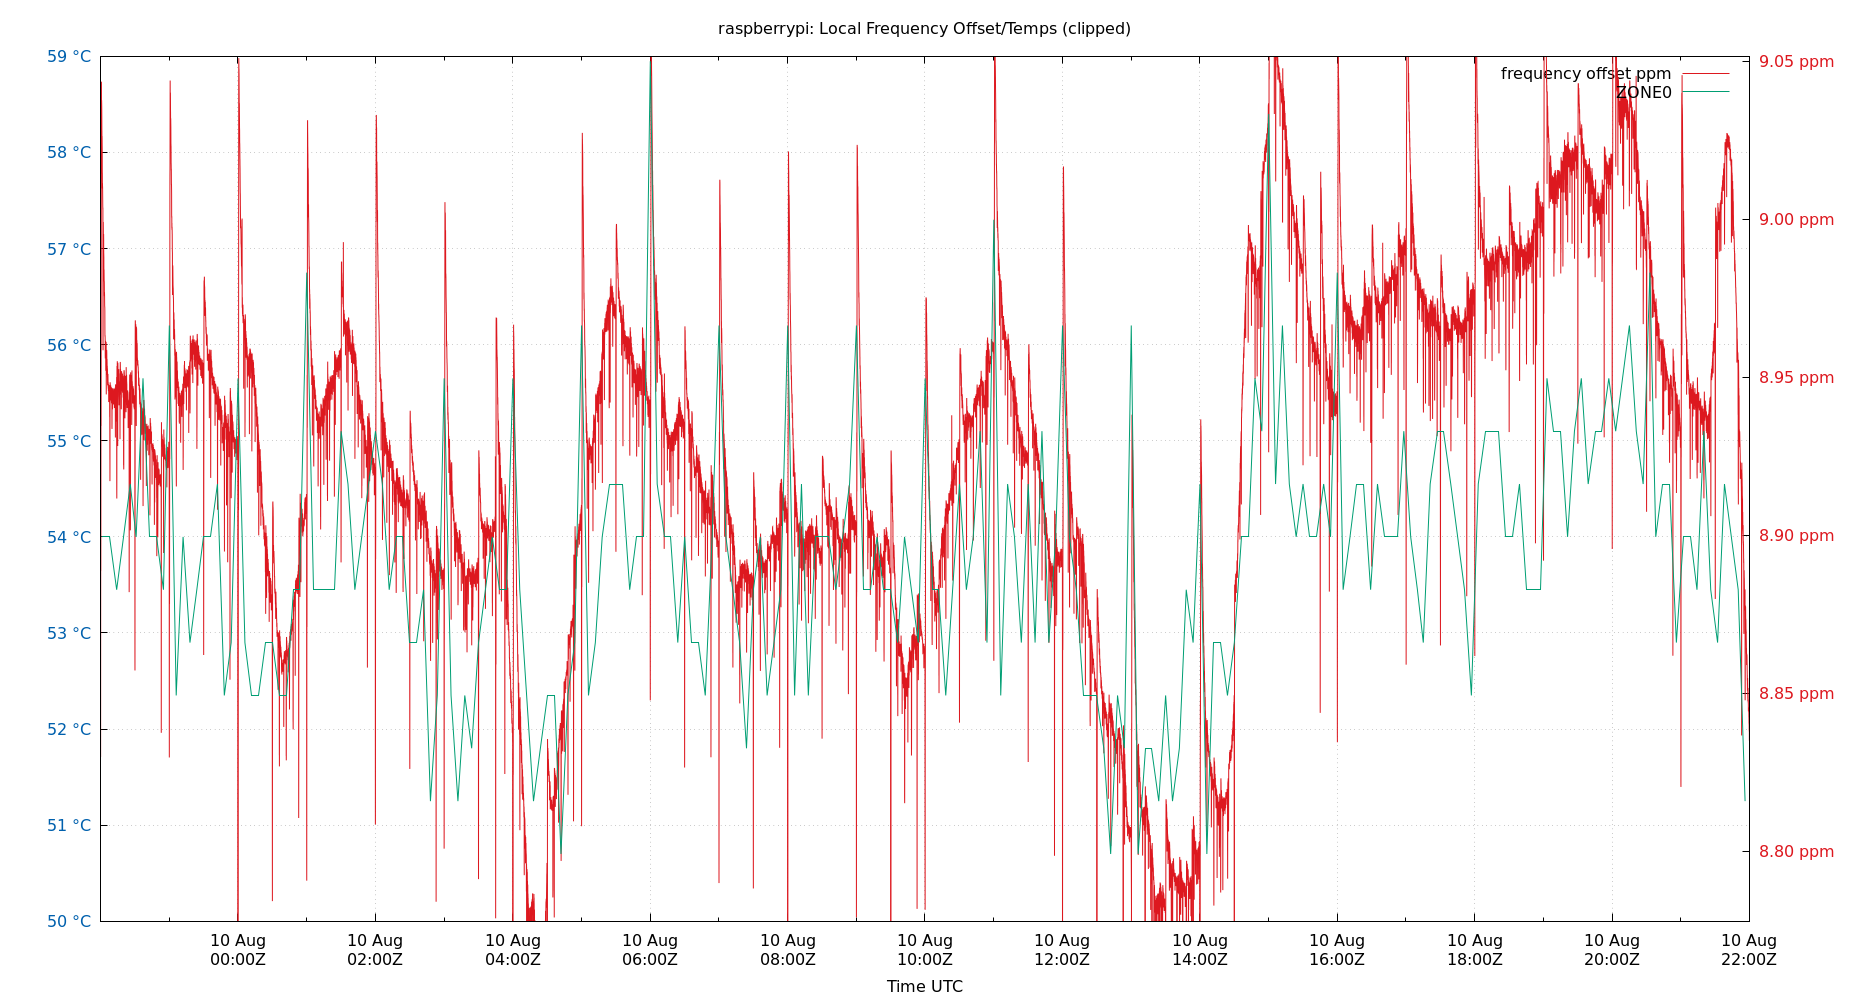 raspberrypi: Local Frequency Offset/Temps (clipped)
59 °C
58 °C
57 °C
56 °C
55 °C
54 °C
53 °C
52 °C
51 °C
50 °C
9.05 ppm
9.00 ppm
8.95 ppm
8.90 ppm
8.85 ppm
8.80 ppm
frequency offset ppm
ZONE0
10 Aug 10 Aug 10 Aug 10 Aug 10 Aug 10 Aug 10 Aug 10 Aug 10 Aug 10 Aug 10 Aug 10 Aug
00:00Z 02:00Z 04:00Z 06:00Z 08:00Z 10:00Z 12:00Z 14:00Z 16:00Z 18:00Z 20:00Z 22:00Z
Time UTC